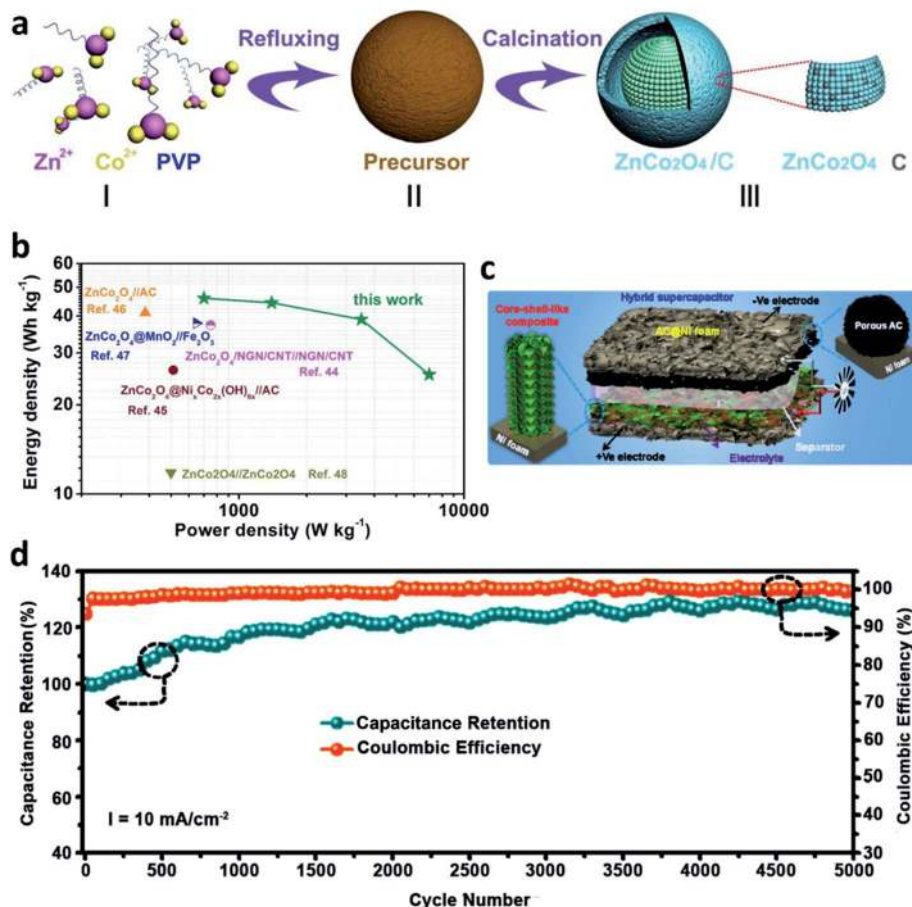 a
Refluxing
Calcination
Zn²⁺ Co²⁺ PVP
Precursor
ZnCo₂O₄/C
ZnCo₂O₄ C
I
II
III
b
Energy density (Wh kg⁻¹)
60
50
40
30
20
10
ZnCo₂O₄//AC
Ref. 46
this work
ZnCo₂O₄@MnO₂//Fe₂O₃
Ref. 47
ZnCo₂O₄/NGN/CNT//NGN/CNT
Ref. 44
Ref. 45
ZnCo2O4//ZnCo2O4 Ref. 48
1000
10000
Power density (W kg⁻¹)
c
Hybrid supercapacitor
-Ve electrode
Core-shell-like
composite
AC@Ni foam
Porous AC
Ni foam
Ni foam
Separator
+Ve electrode
Electrolyte
d
Capacitance Retention (%)
140
120
100
80
60
40
Capacitance Retention
Coulombic Efficiency
I = 10 mA/cm⁻²
0 500 1000 1500 2000 2500 3000 3500 4000 4500 5000
Cycle Number
100
90
80
70
60
50
40
30
Coulombic Efficiency (%)